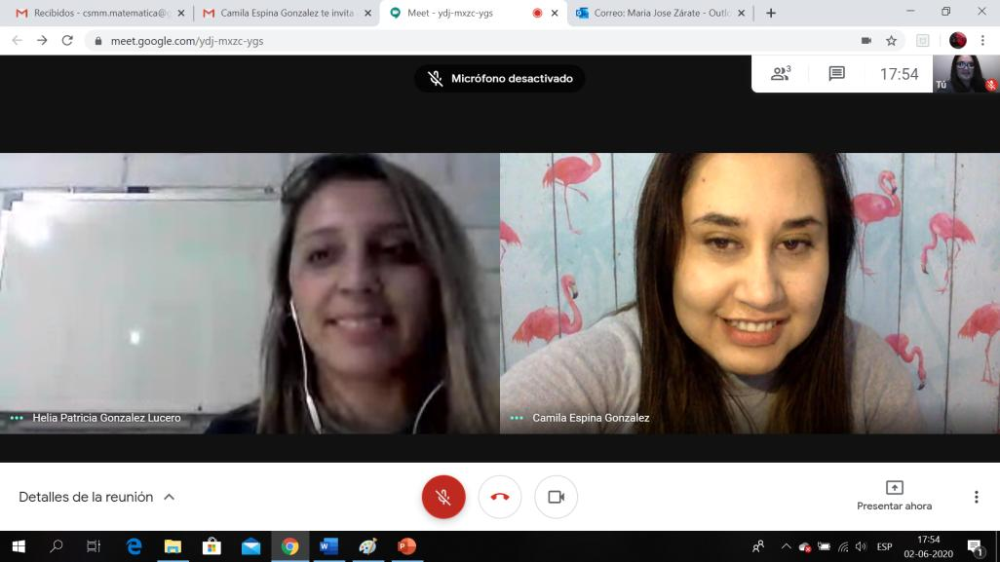 Recibidos - csmm.matematica@g
Camila Espina Gonzalez te invita
Meet - ydj-mxzc-ygs
Correo: Maria Jose Zárate - Outlo
meet.google.com/ydj-mxzc-ygs
Micrófono desactivado
3
17:54
Tú
Helia Patricia Gonzalez Lucero
Camila Espina Gonzalez
Detalles de la reunión
Presentar ahora
ESP
17:54
02-06-2020
1